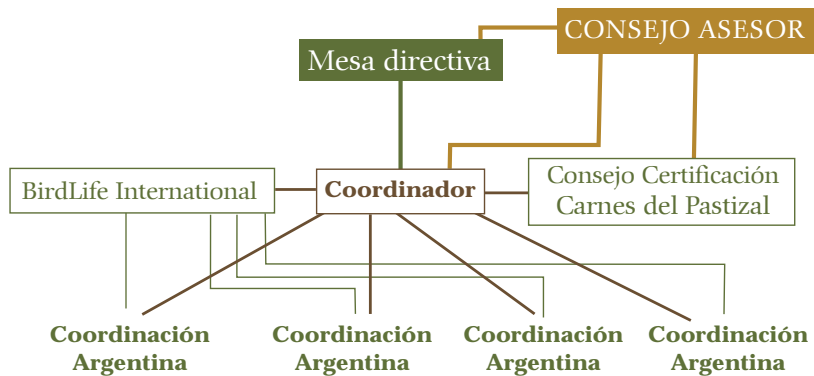 CONSEJO ASESOR
Mesa directiva
BirdLife International
Coordinador
Consejo Certificación
Carnes del Pastizal
Coordinación
Argentina
Coordinación
Argentina
Coordinación
Argentina
Coordinación
Argentina